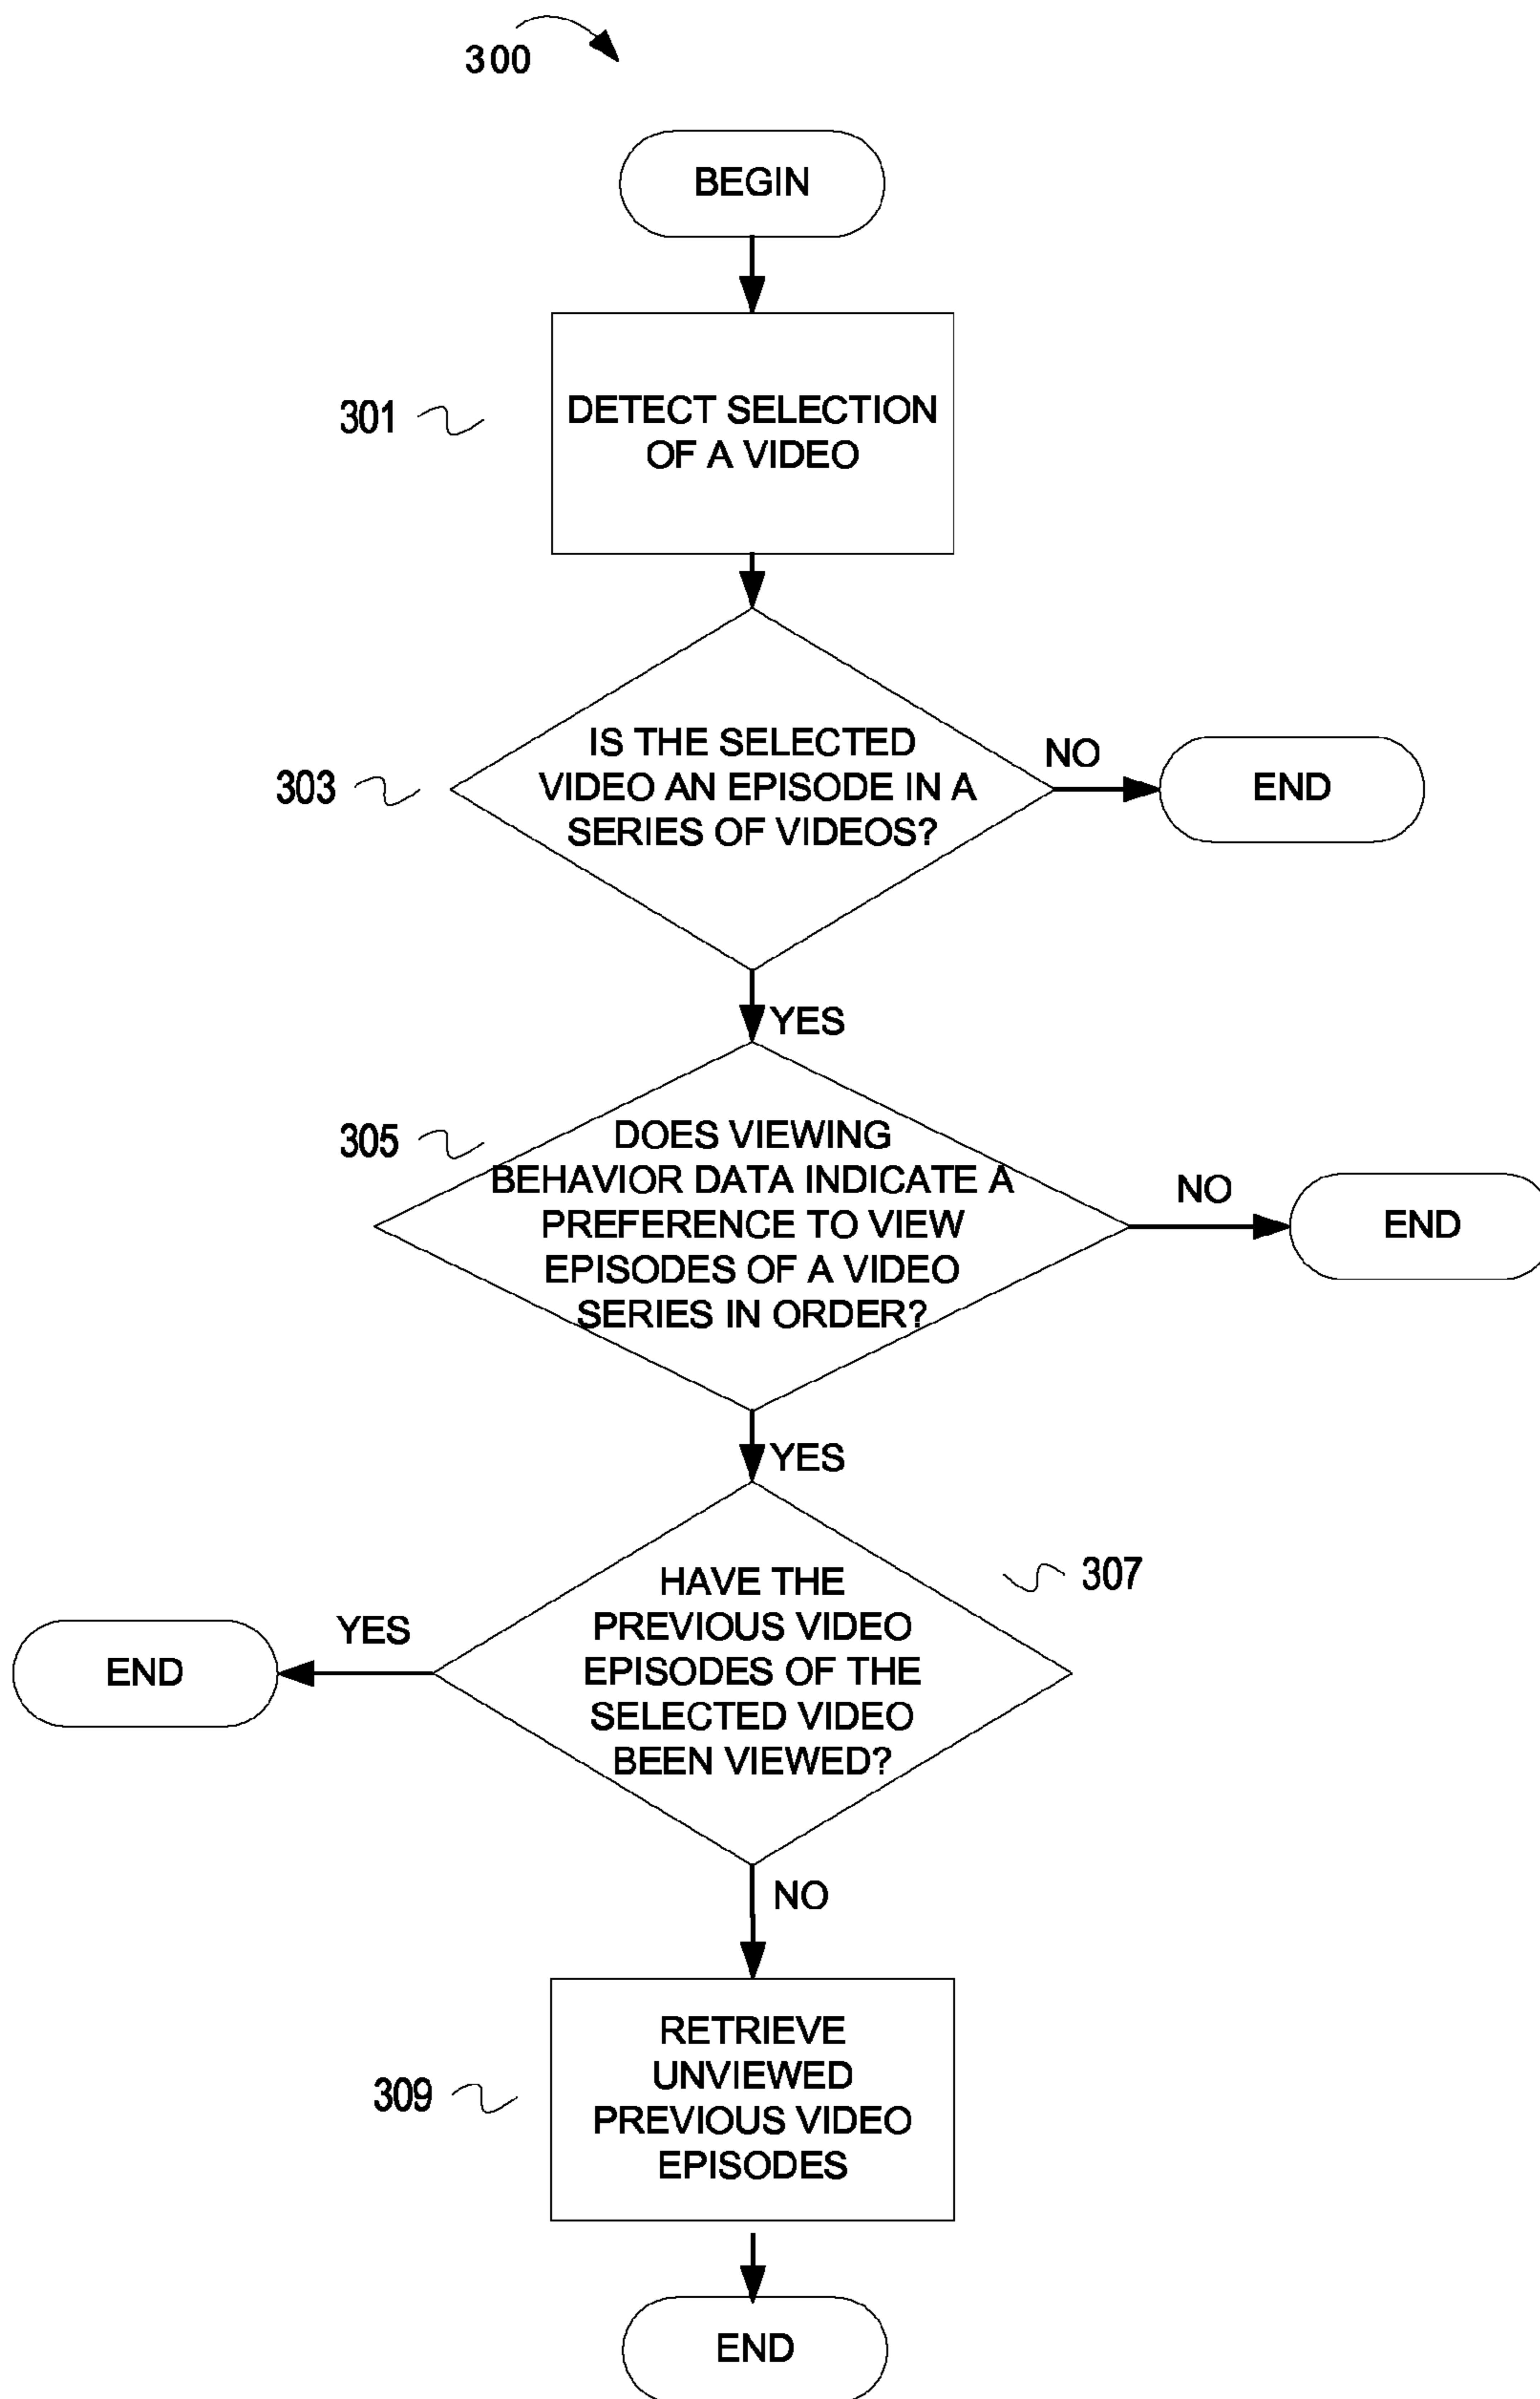 300
BEGIN
301
DETECT SELECTION
OF A VIDEO
303
IS THE SELECTED
VIDEO AN EPISODE IN A
SERIES OF VIDEOS?
NO
END
YES
305
DOES VIEWING
BEHAVIOR DATA INDICATE A
PREFERENCE TO VIEW
EPISODES OF A VIDEO
SERIES IN ORDER?
NO
END
YES
307
HAVE THE
PREVIOUS VIDEO
EPISODES OF THE
SELECTED VIDEO
BEEN VIEWED?
YES
END
NO
309
RETRIEVE
UNVIEWED
PREVIOUS VIDEO
EPISODES
END